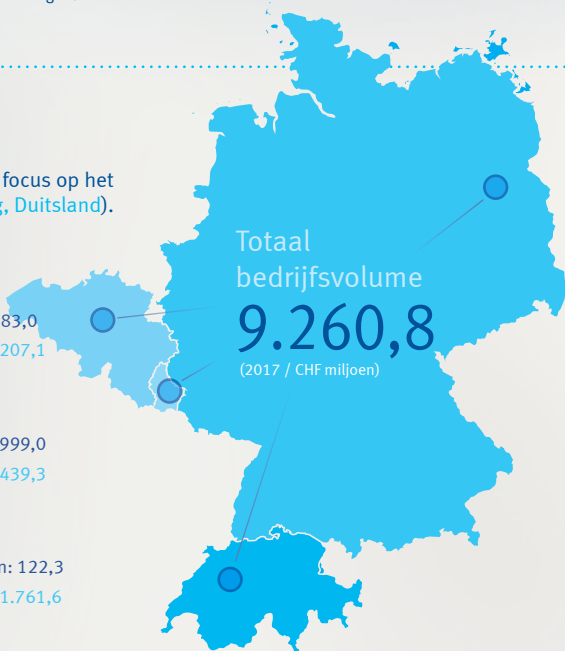 focus op het
, Duitsland).
Totaal
bedrijfsvolume
9.260,8
(2017 / CHF miljoen)
83,0
207,1
999,0
439,3
: 122,3
1.761,6